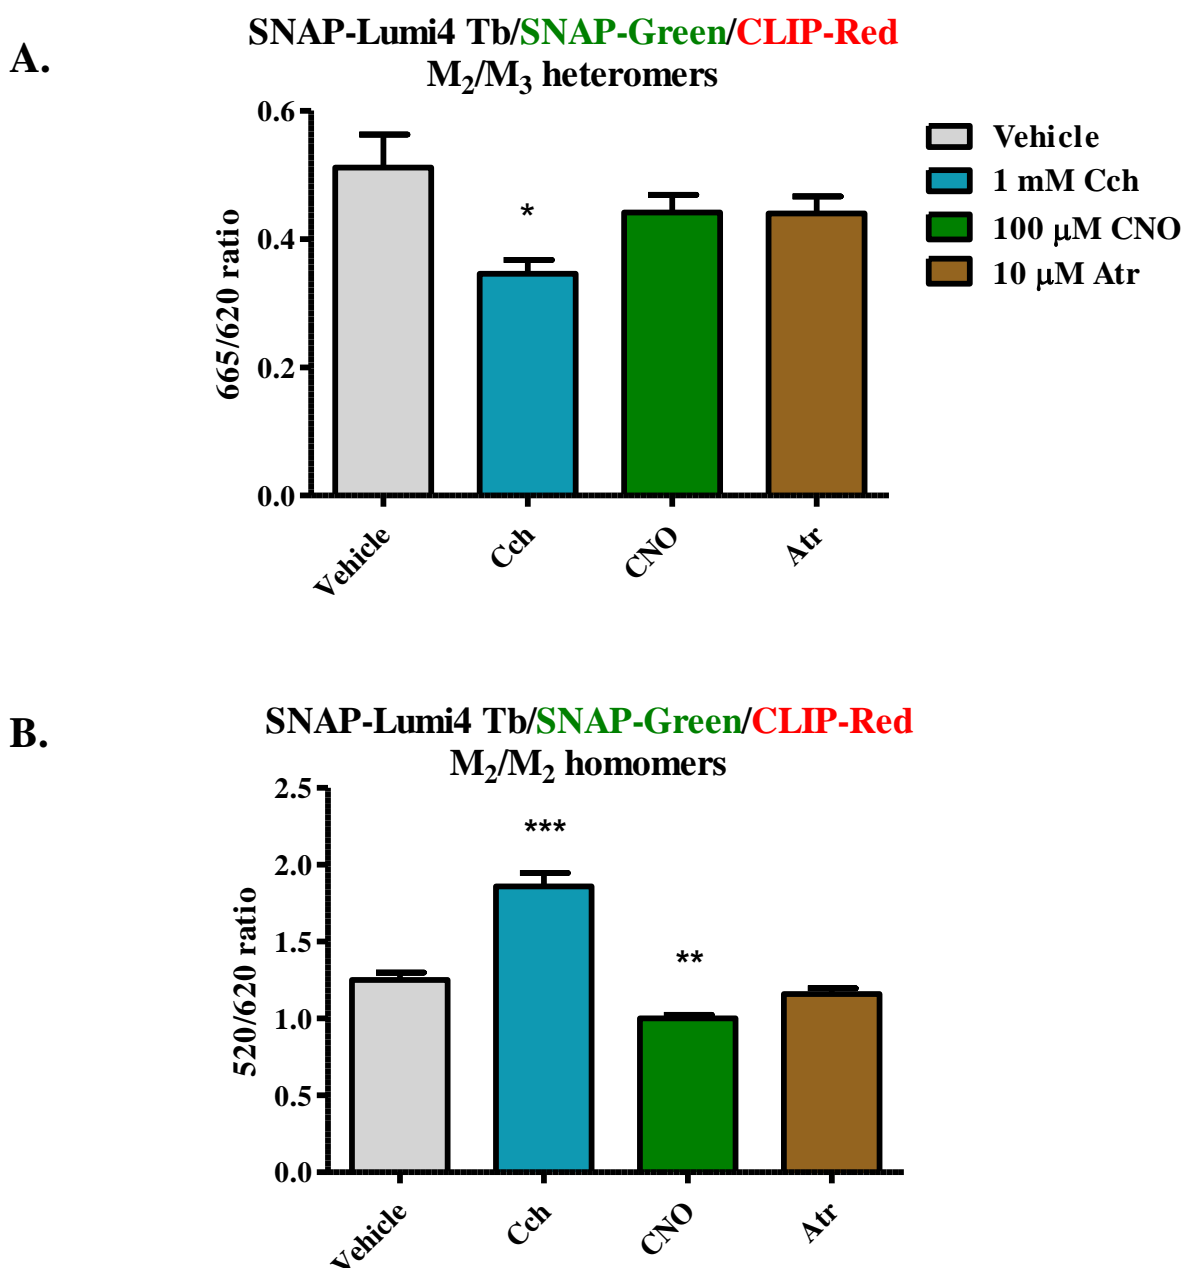 A.
SNAP-Lumi4 Tb/SNAP-Green/CLIP-Red
M2/M3 heteromers
665/620 ratio
0.6
0.4
0.2
0.0
*
Vehicle
Cch
CNO
Atr
Vehicle
1 mM Cch
100 μM CNO
10 μM Atr
B.
SNAP-Lumi4 Tb/SNAP-Green/CLIP-Red
M2/M2 homomers
520/620 ratio
2.5
2.0
1.5
1.0
0.5
0.0
***
**
Vehicle
Cch
CNO
Atr